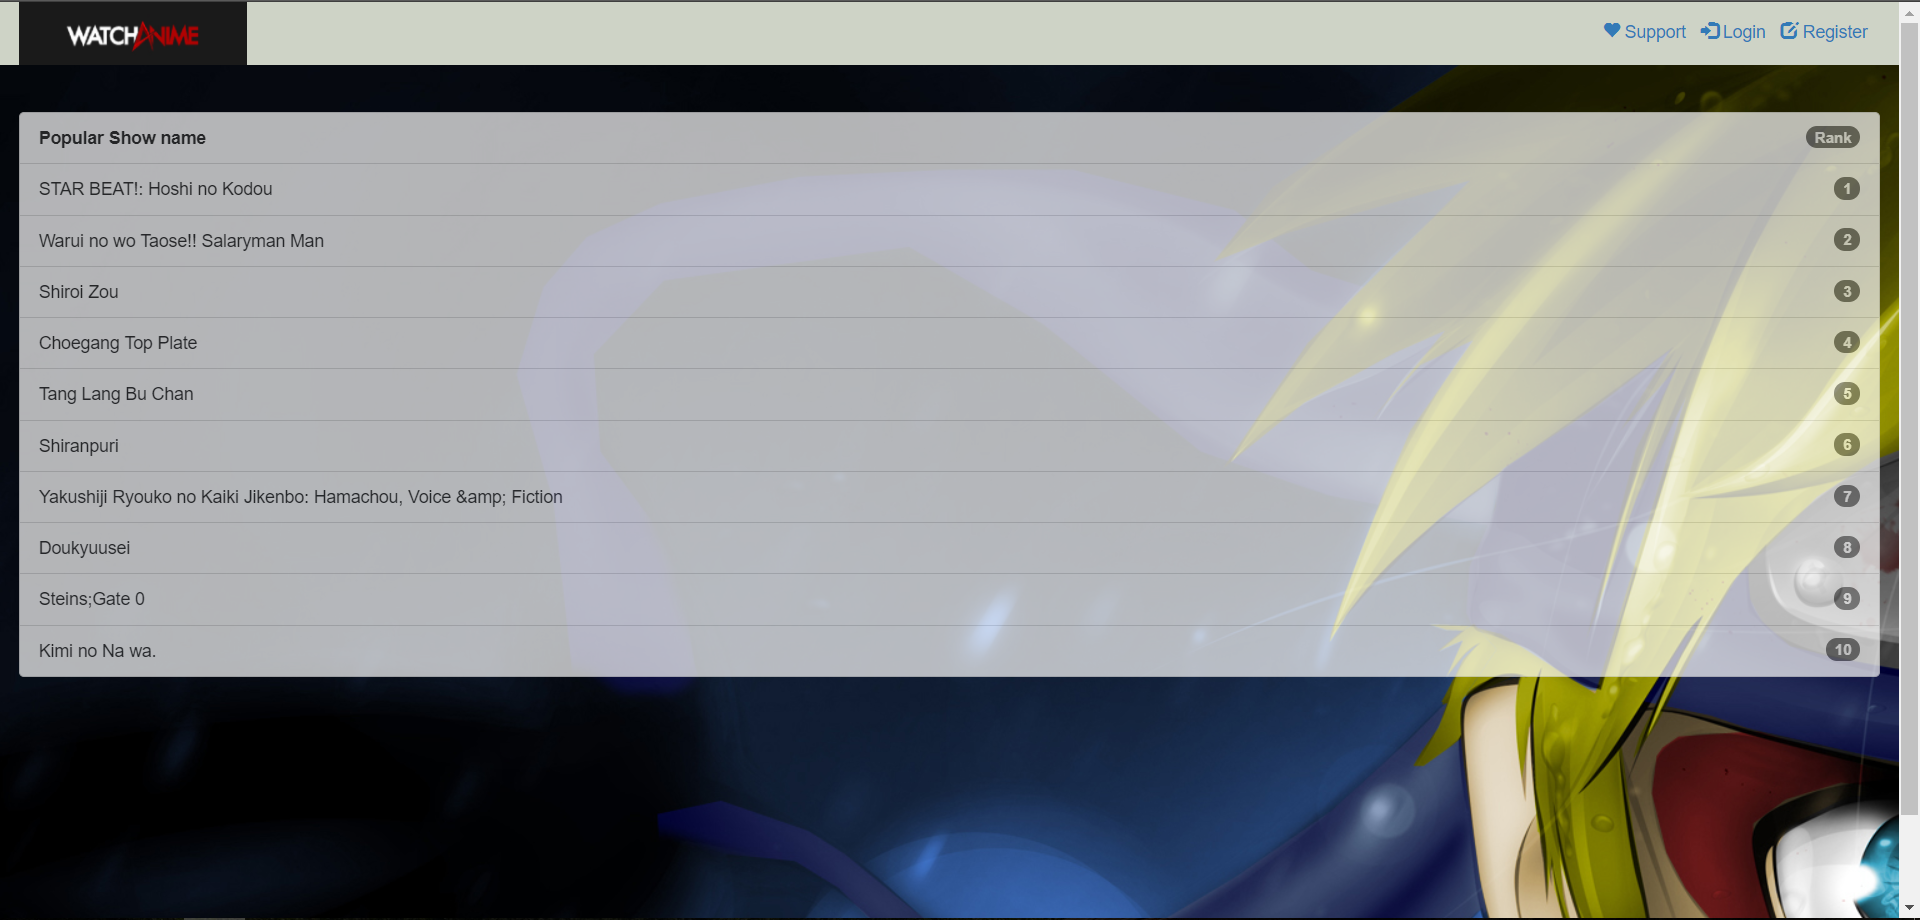 WATCHANIME
Support Login Register
Popular Show name Rank
STAR BEAT!: Hoshi no Kodou 1
Warui no wo Taose!! Salaryman Man 2
Shiroi Zou 3
Choegang Top Plate 4
Tang Lang Bu Chan 5
Shiranpuri 6
Yakushiji Ryouko no Kaiki Jikenbo: Hamachou, Voice &amp; Fiction 7
Doukyuusei 8
Steins;Gate 0 9
Kimi no Na wa. 10